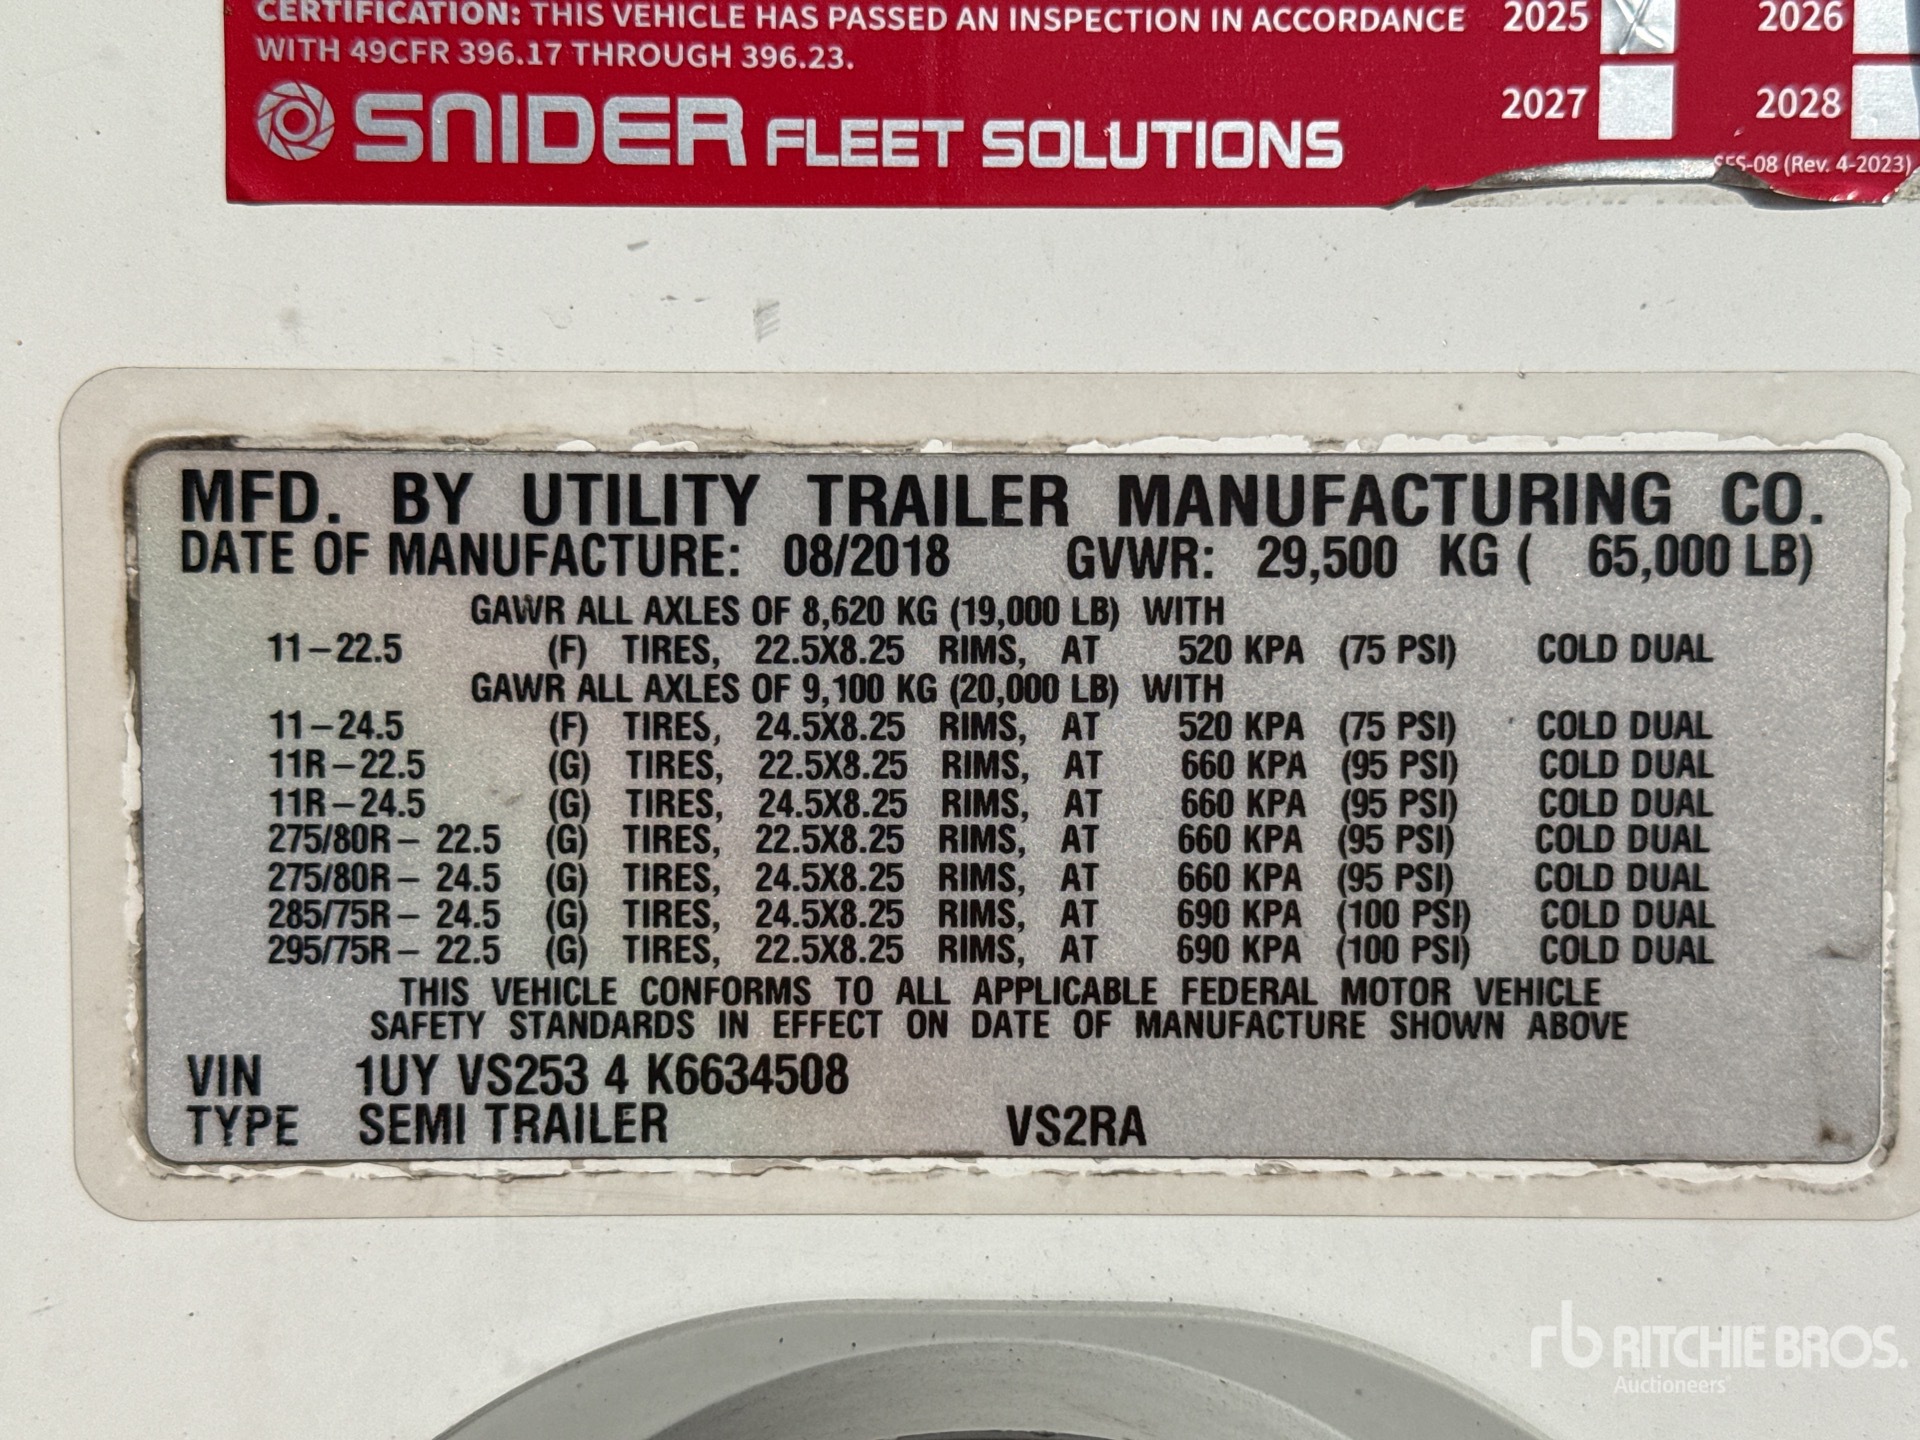 CERTIFICATION: THIS VEHICLE HAS PASSED AN INSPECTION IN ACCORDANCE
WITH 49CFR 396.17 THROUGH 396.23.
2025 X 2026
2027 2028
SNIDER FLEET SOLUTIONS
SFS-08 (Rev. 4-2023)
MFD. BY UTILITY TRAILER MANUFACTURING CO.
DATE OF MANUFACTURE: 08/2018 GVWR: 29,500 KG ( 65,000 LB)
GAWR ALL AXLES OF 8,620 KG (19,000 LB) WITH
11-22.5 (F) TIRES, 22.5X8.25 RIMS, AT 520 KPA (75 PSI) COLD DUAL
GAWR ALL AXLES OF 9,100 KG (20,000 LB) WITH
11-24.5 (F) TIRES, 24.5X8.25 RIMS, AT 520 KPA (75 PSI) COLD DUAL
11R-22.5 (G) TIRES, 22.5X8.25 RIMS, AT 660 KPA (95 PSI) COLD DUAL
11R-24.5 (G) TIRES, 24.5X8.25 RIMS, AT 660 KPA (95 PSI) COLD DUAL
275/80R- 22.5 (G) TIRES, 22.5X8.25 RIMS, AT 660 KPA (95 PSI) COLD DUAL
275/80R- 24.5 (G) TIRES, 24.5X8.25 RIMS, AT 660 KPA (95 PSI) COLD DUAL
285/75R- 24.5 (G) TIRES, 24.5X8.25 RIMS, AT 690 KPA (100 PSI) COLD DUAL
295/75R- 22.5 (G) TIRES, 22.5X8.25 RIMS, AT 690 KPA (100 PSI) COLD DUAL
THIS VEHICLE CONFORMS TO ALL APPLICABLE FEDERAL MOTOR VEHICLE
SAFETY STANDARDS IN EFFECT ON DATE OF MANUFACTURE SHOWN ABOVE
VIN 1UY VS253 4 K6634508
TYPE SEMI TRAILER VS2RA
rb RITCHIE BROS.
Auctioneers